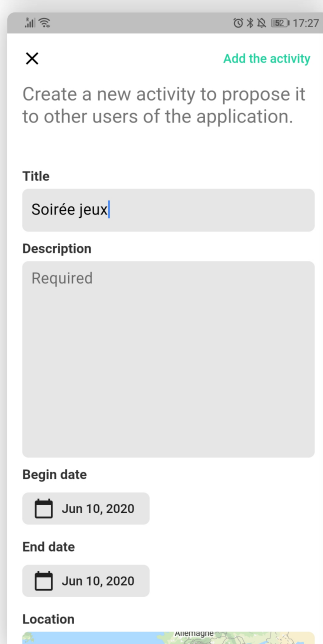 17:27
Add the activity
Create a new activity to propose it
to other users of the application.
Title
Soirée jeux
Description
Required
Begin date
Jun 10, 2020
End date
Jun 10, 2020
Location
Allemagne